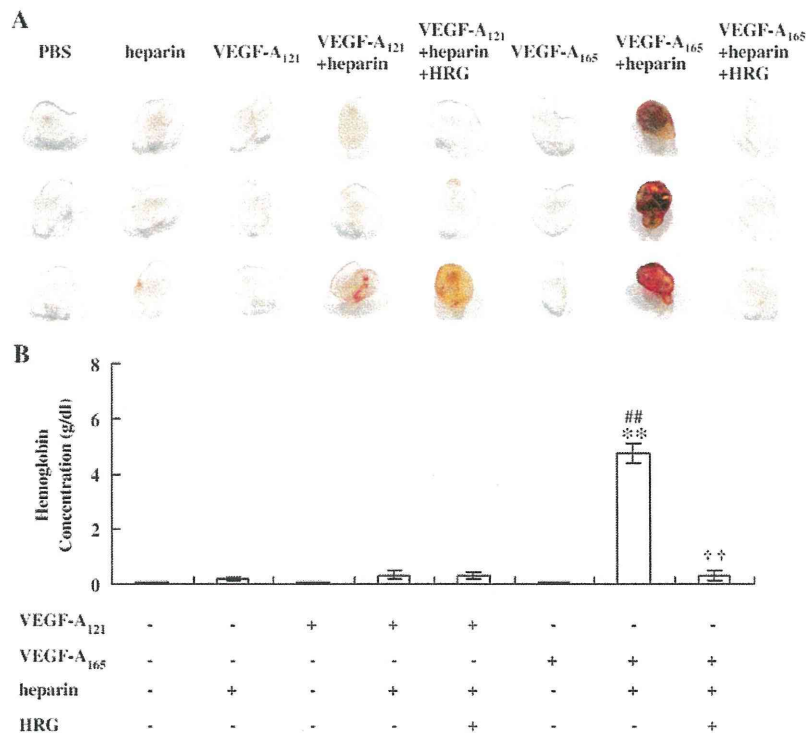 A
PBS heparin VEGF-A₁₂₁ VEGF-A₁₂₁ +heparin VEGF-A₁₂₁ +heparin +HRG VEGF-A₁₆₅ VEGF-A₁₆₅ +heparin VEGF-A₁₆₅ +heparin +HRG
B
Hemoglobin
Concentration (g/dl)
8
6
4
2
0
##
**
††
VEGF-A₁₂₁ - - + + + - - -
VEGF-A₁₆₅ - - - - - + + +
heparin - + - + + - + +
HRG - - - - + - - +